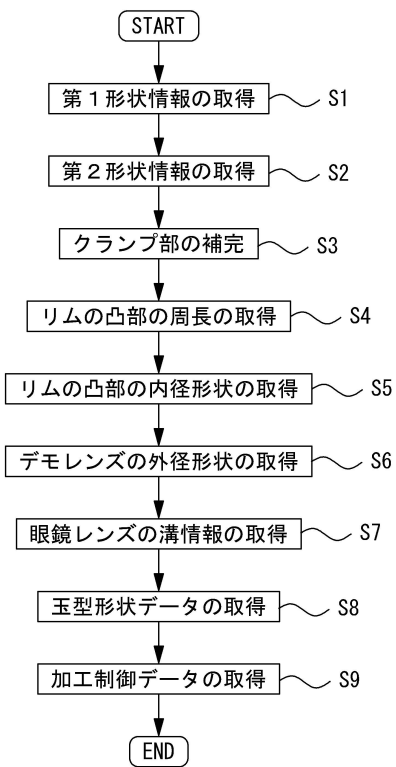 START
第１形状情報の取得 S1
第２形状情報の取得 S2
クランプ部の補完 S3
リムの凸部の周長の取得 S4
リムの凸部の内径形状の取得 S5
デモレンズの外径形状の取得 S6
眼鏡レンズの溝情報の取得 S7
玉型形状データの取得 S8
加工制御データの取得 S9
END